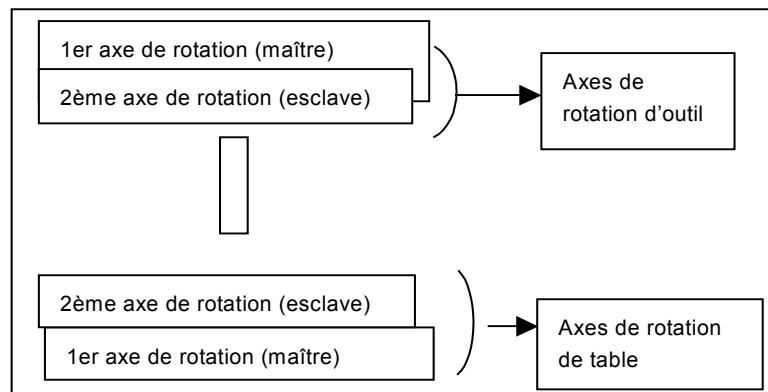 1er axe de rotation (maître)
2ème axe de rotation (esclave)
Axes de
rotation d'outil
2ème axe de rotation (esclave)
1er axe de rotation (maître)
Axes de rotation
de table